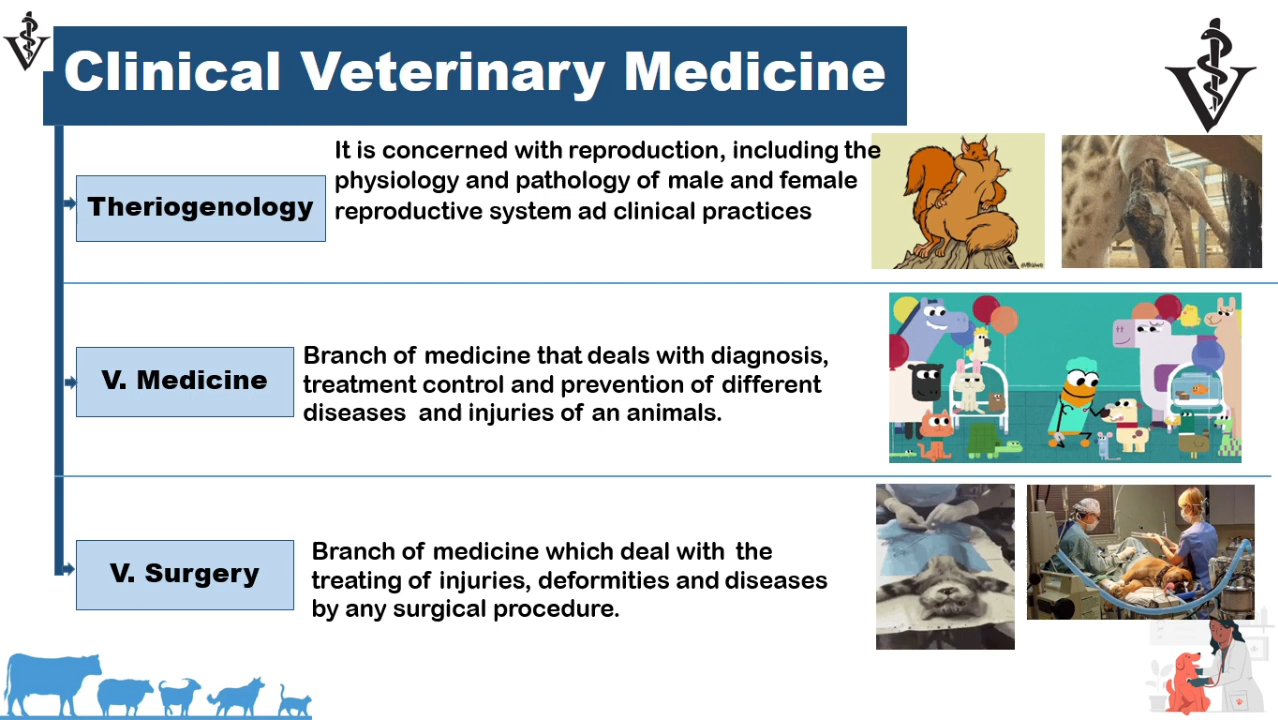 Clinical Veterinary Medicine
Theriogenology
It is concerned with reproduction, including the
physiology and pathology of male and female
reproductive system ad clinical practices
V. Medicine
Branch of medicine that deals with diagnosis,
treatment control and prevention of different
diseases and injuries of an animals.
V. Surgery
Branch of medicine which deal with the
treating of injuries, deformities and diseases
by any surgical procedure.